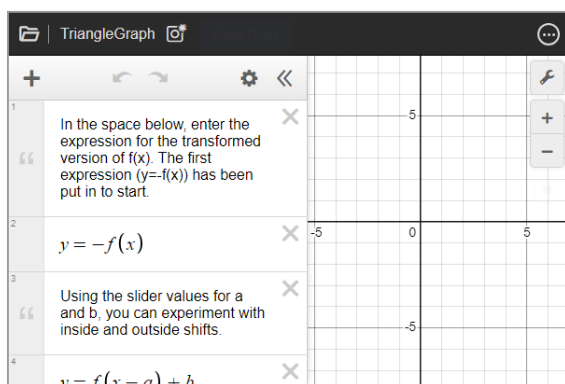 TriangleGraph
1
In the space below, enter the
expression for the transformed
version of f(x). The first
expression (y=-f(x)) has been
put in to start.
2
y = −f(x)
3
Using the slider values for a
and b, you can experiment with
inside and outside shifts.
4
y = f(x − a) + b
5
-5
0
5
-5